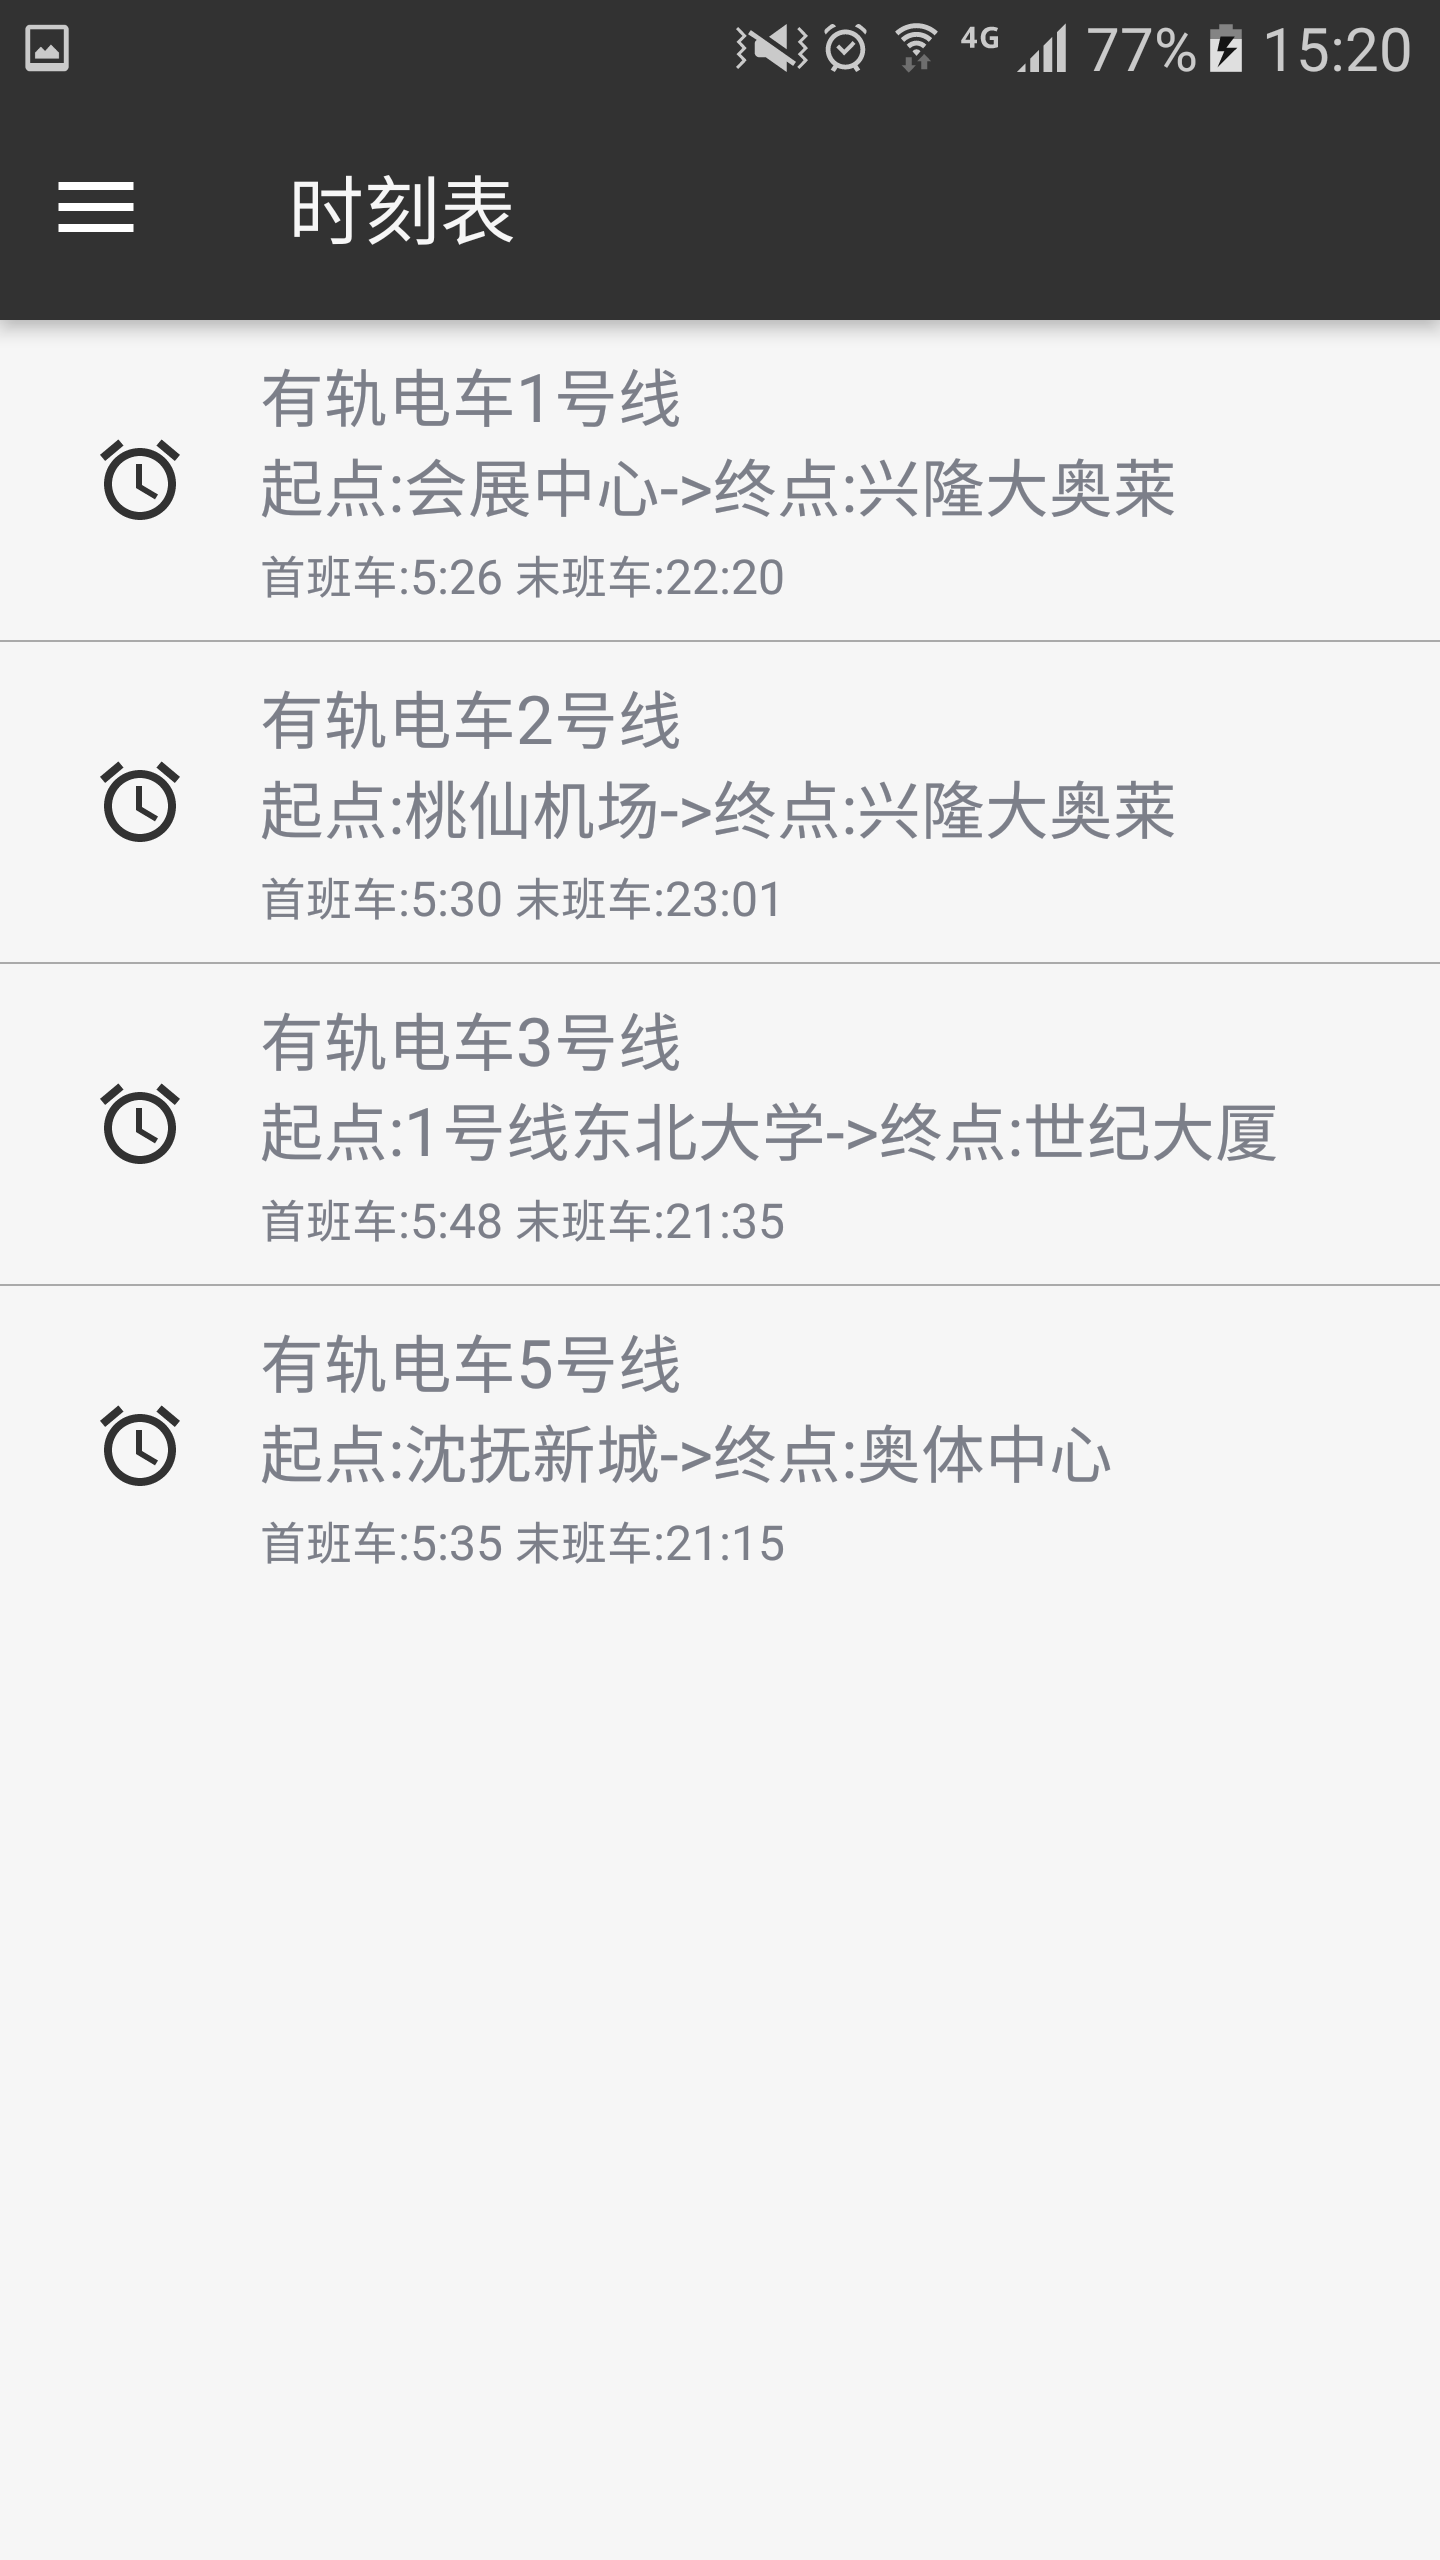 4G 77% 15:20
时刻表
有轨电车1号线
起点:会展中心->终点:兴隆大奥莱
首班车:5:26 末班车:22:20
有轨电车2号线
起点:桃仙机场->终点:兴隆大奥莱
首班车:5:30 末班车:23:01
有轨电车3号线
起点:1号线东北大学->终点:世纪大厦
首班车:5:48 末班车:21:35
有轨电车5号线
起点:沈抚新城->终点:奥体中心
首班车:5:35 末班车:21:15